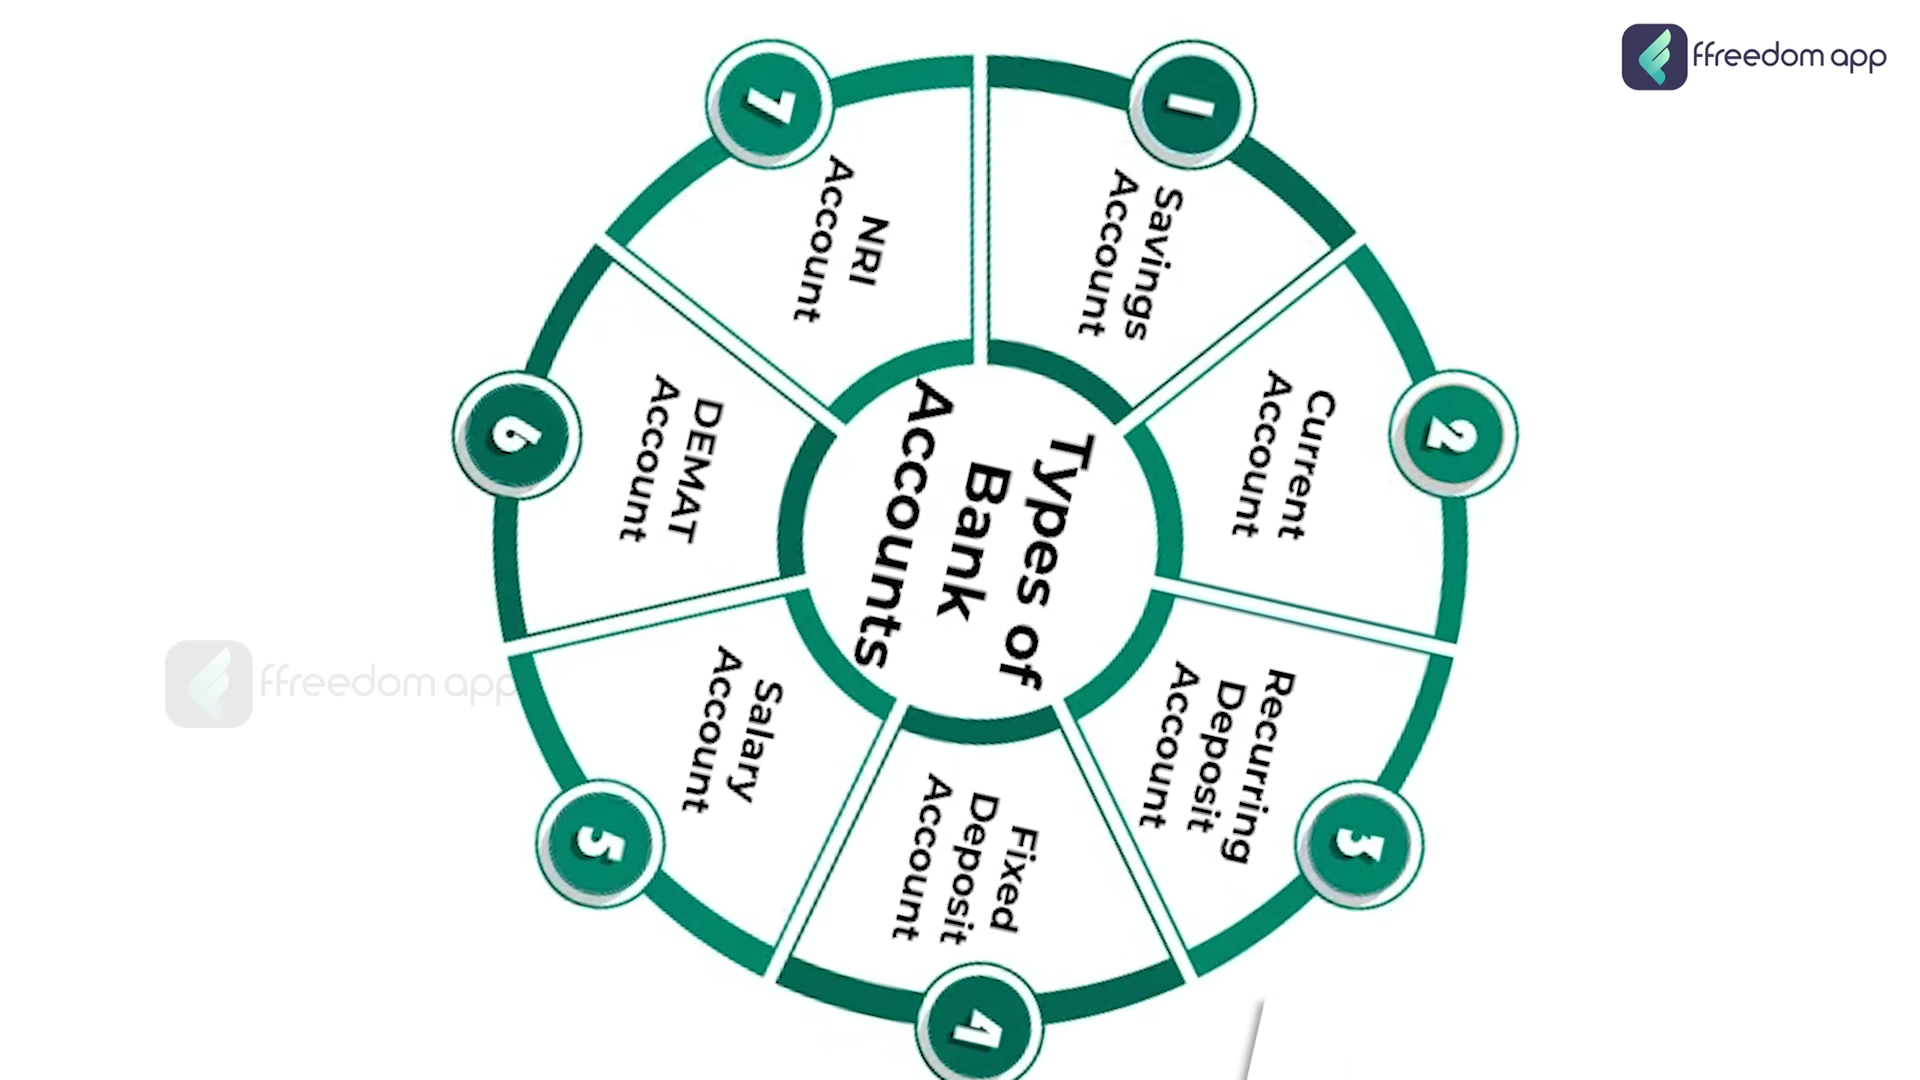 ffreedom app
Types of
Bank
Accounts
1
Savings
Account
2
Current
Account
3
Recurring
Deposit
Account
4
Fixed
Deposit
Account
5
Salary
Account
6
DEMAT
Account
7
NRI
Account
ffreedom app